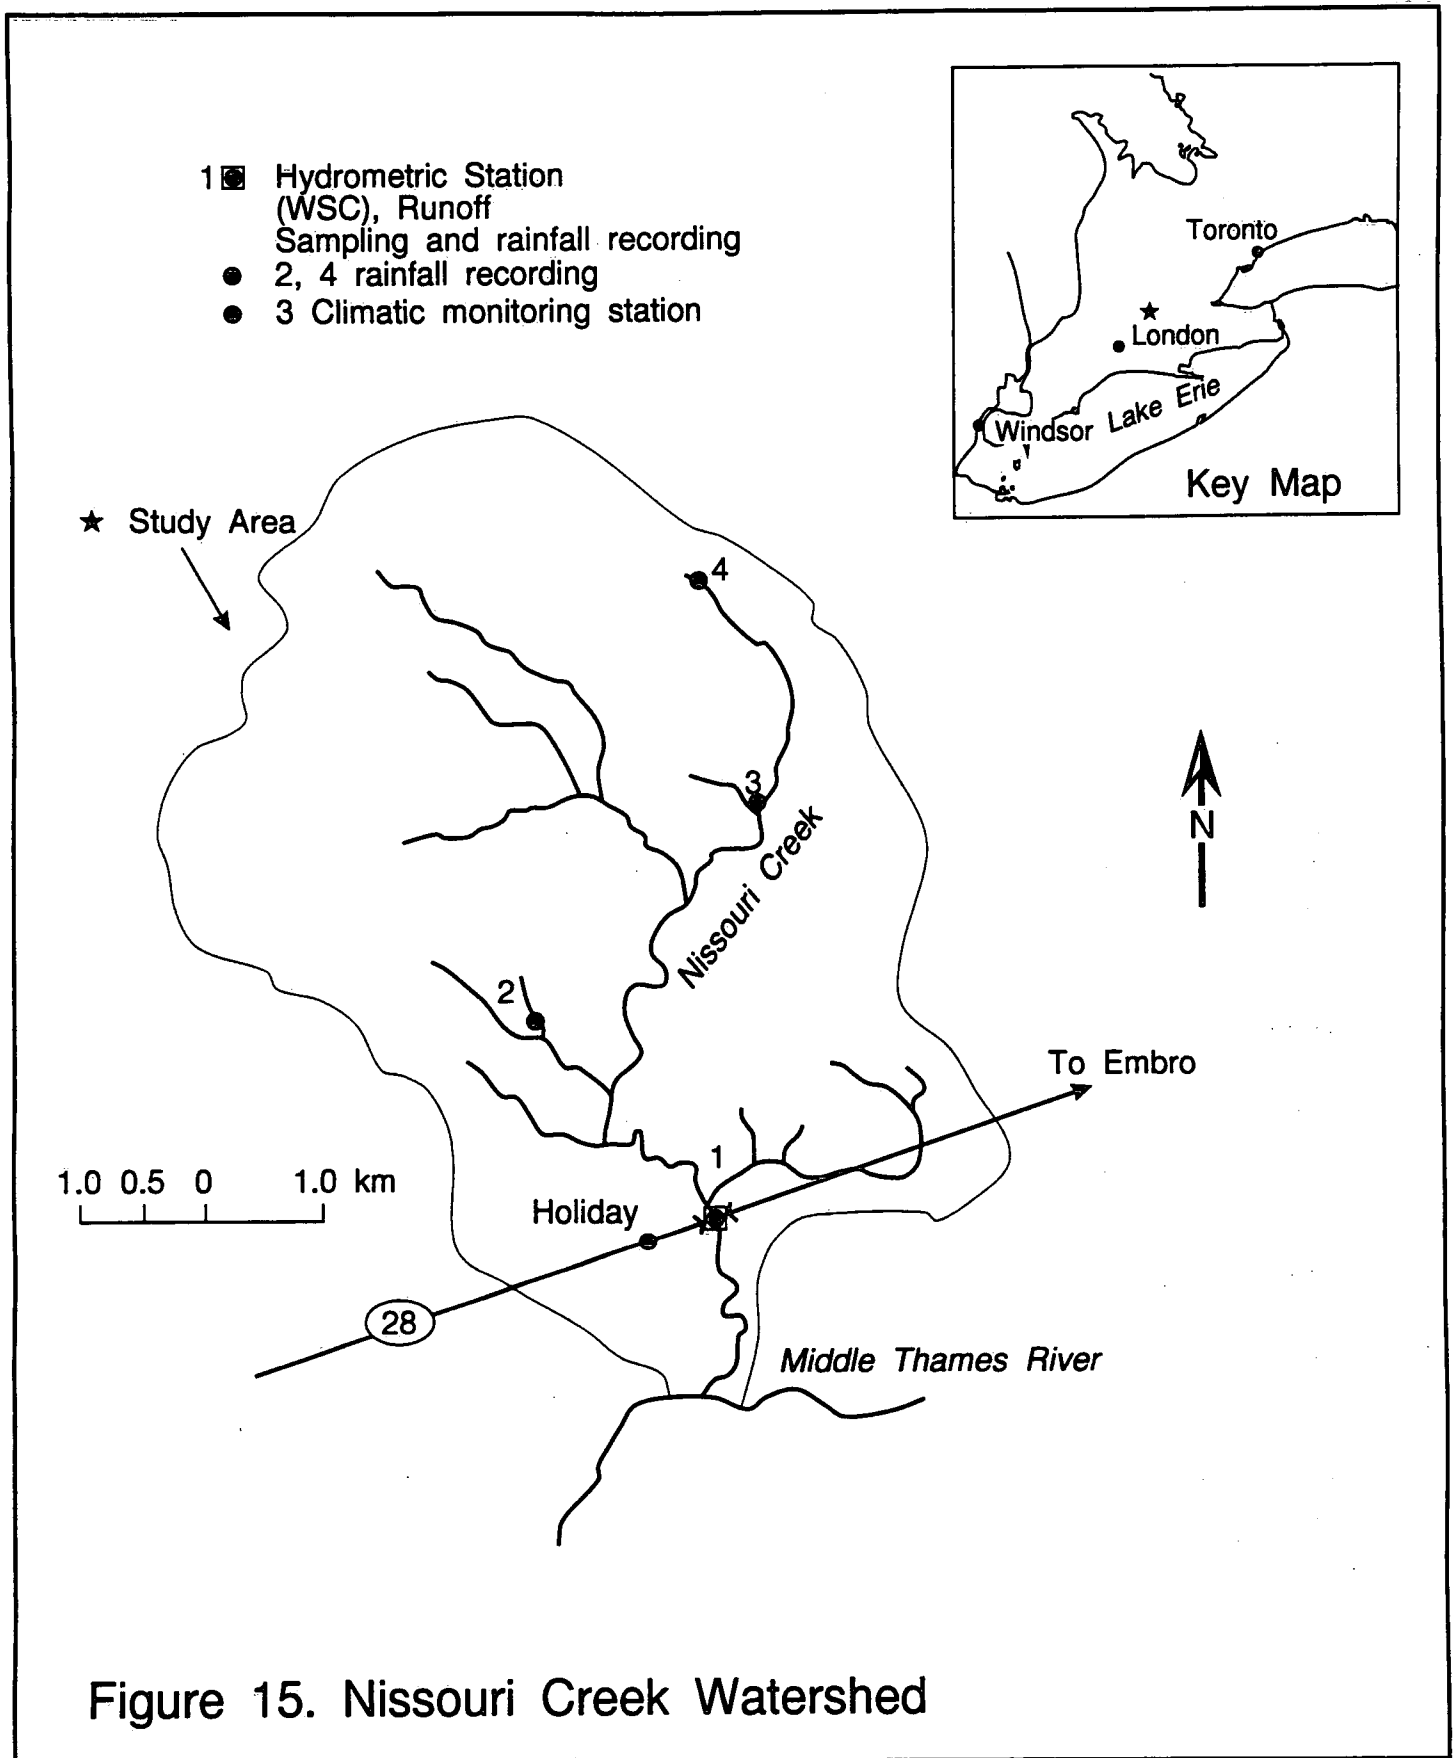 1 Hydrometric Station
(WSC), Runoff
Sampling and rainfall recording
2, 4 rainfall recording
3 Climatic monitoring station
Toronto
London
Lake Erie
Windsor
Key Map
Study Area
4
3
N
Nissouri Creek
2
To Embro
1
1.0 0.5 0 1.0 km
Holiday
28
Middle Thames River
Figure 15. Nissouri Creek Watershed